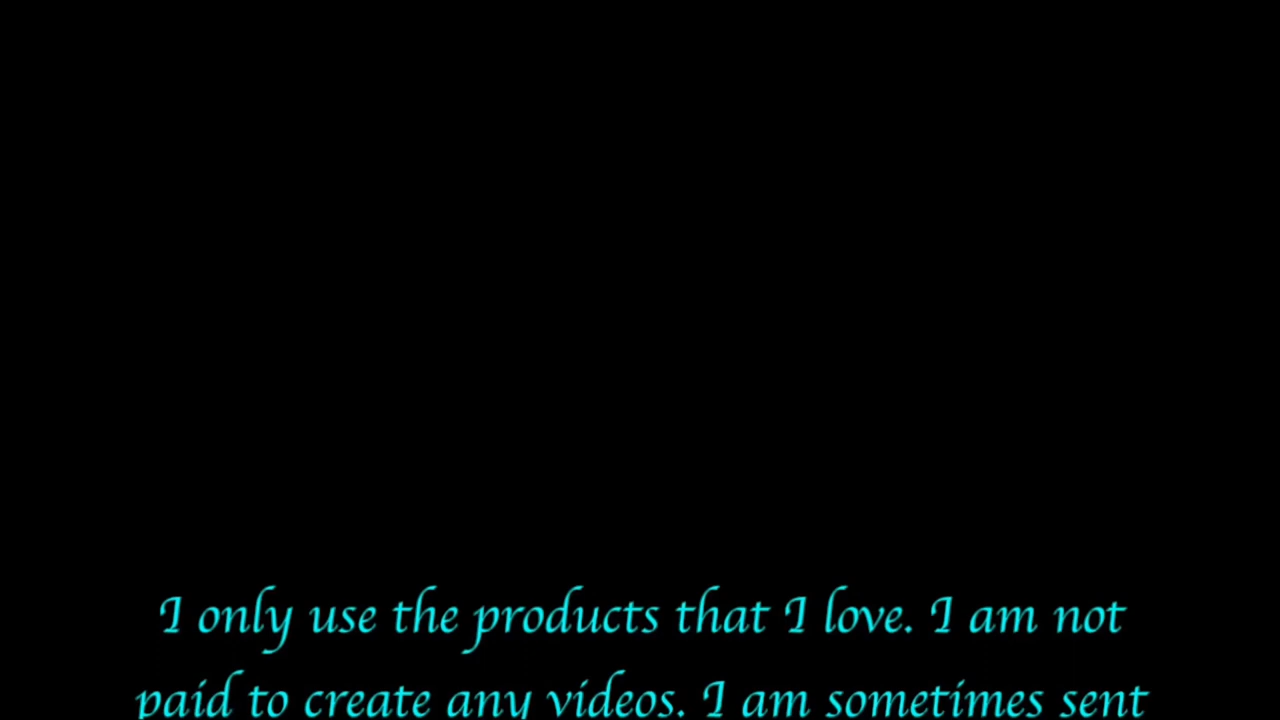 I only use the products that I love. I am not
paid to create any videos. I am sometimes sent